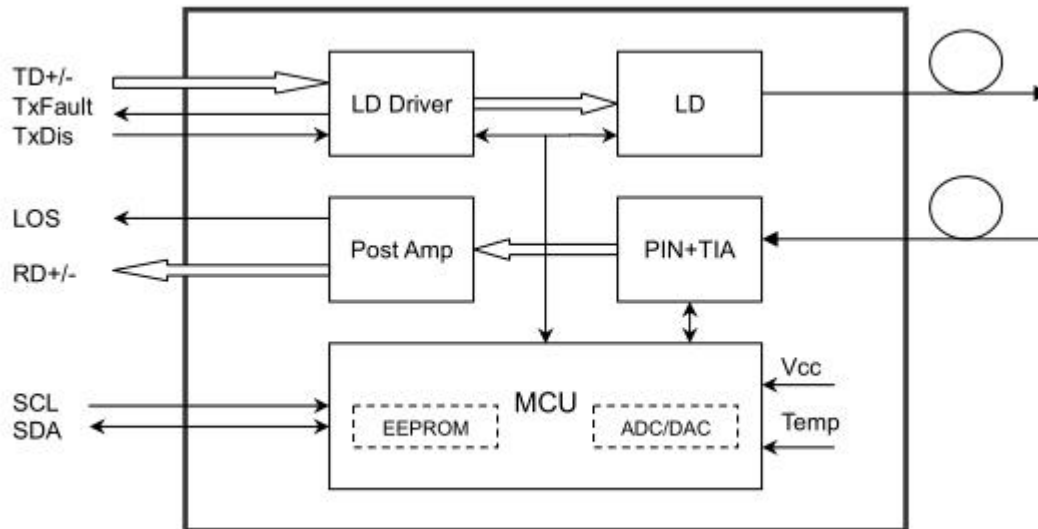 TD+/-
TxFault
TxDis
LD Driver
LD
LOS
RD+/-
Post Amp
PIN+TIA
SCL
SDA
MCU
EEPROM
ADC/DAC
Vcc
Temp